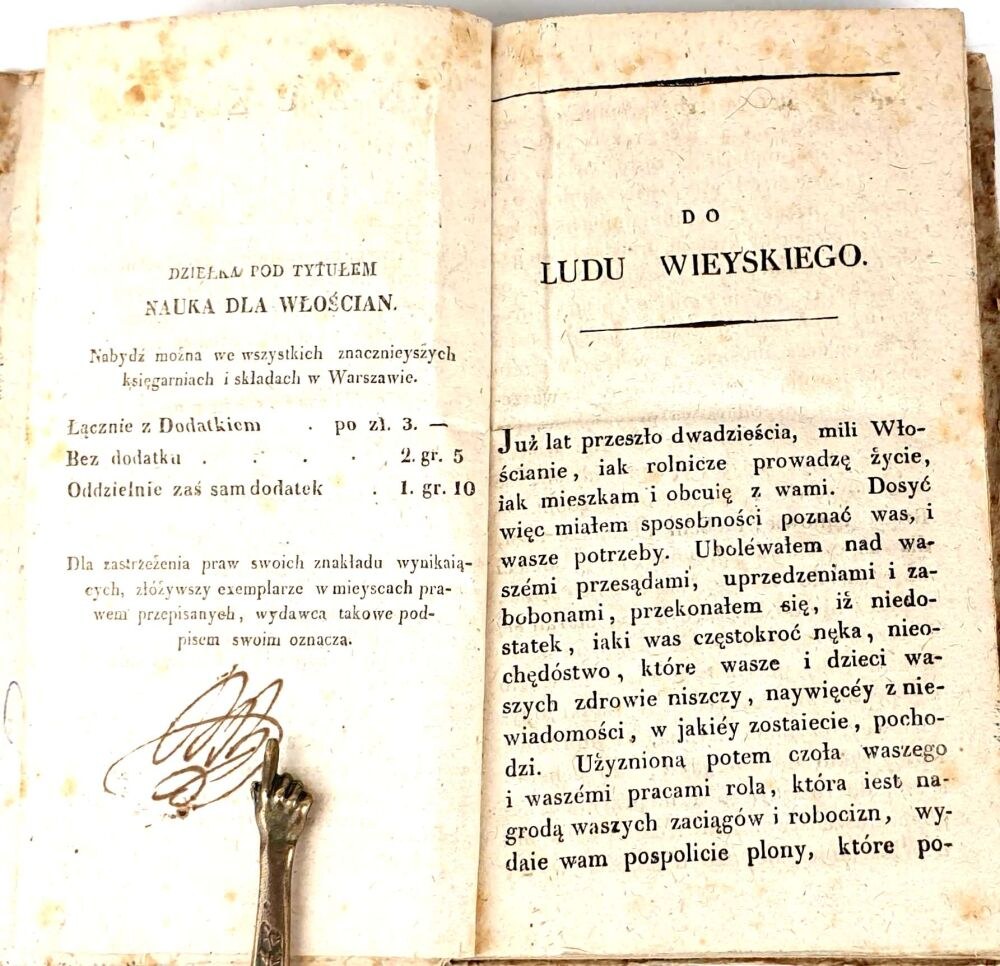 DZIEŁKA POD TYTUŁEM
NAUKA DLA WŁOŚCIAN.
Nabydź można we wszystkich znacznieyszych
księgarniach i składach w Warszawie.
Łącznie z Dodatkiem . po zł. 3. —
Bez dodatku . . . . 2. gr. 5
Oddzielnie zaś sam dodatek . 1. gr. 10
Dla zastrzeżenia praw swoich z nakładu wynikaią-
cych, złożywszy exemplarze w mieyscach pra-
wem przepisanych, wydawca takowe pod-
pisem swoim oznacza.
DO
LUDU WIEYSKIEGO.
Już lat przeszło dwadzieścia, mili Wło-
ścianie, iak rolnicze prowadzę życie,
iak mieszkam i obcuię z wami. Dosyć
więc miałem sposobności poznać was, i
wasze potrzeby. Uboléwałem nad wa-
szémi przesądami, uprzedzeniami i za-
bobonami, przekonałem się, iż niedo-
statek, iaki was częstokroć nęka, nieo-
chędóstwo, które wasze i dzieci wa-
szych zdrowie niszczy, naywięcéy z nie-
wiadomości, w jakiéy zostaiecie, pocho-
dzi. Użyznioną potem czoła waszego
i waszémi pracami rola, która iest na-
grodą waszych zaciągów i robocizn, wy-
daie wam pospolicie plony, które po-